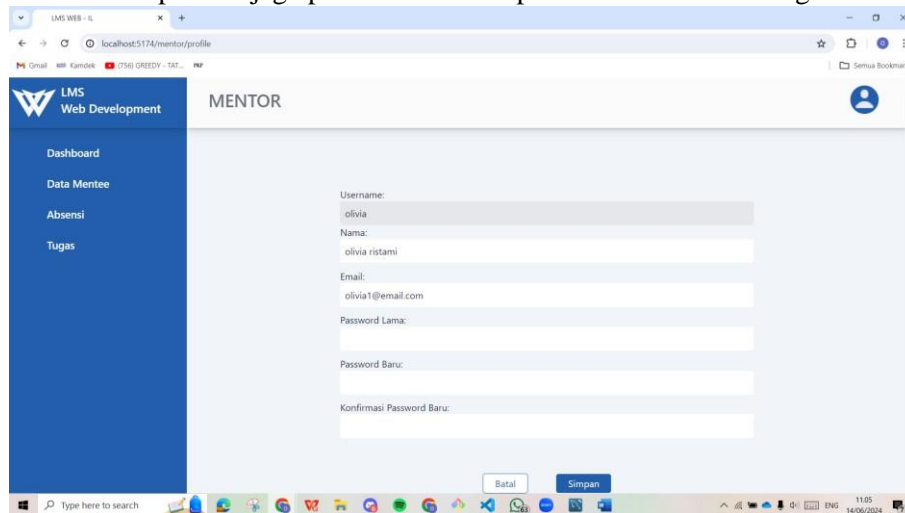 LMS WEB - IL
localhost:5174/mentor/profile
Gmail
Kamdek
(756) GREEDY - TAT...
Semua Bookmar
LMS
Web Development
MENTOR
Dashboard
Data Mentee
Absensi
Tugas
Username:
olivia
Nama:
olivia ristami
Email:
olivia1@email.com
Password Lama:
Password Baru:
Konfirmasi Password Baru:
Batal
Simpan
Type here to search
ENG
11.05
14/06/2024